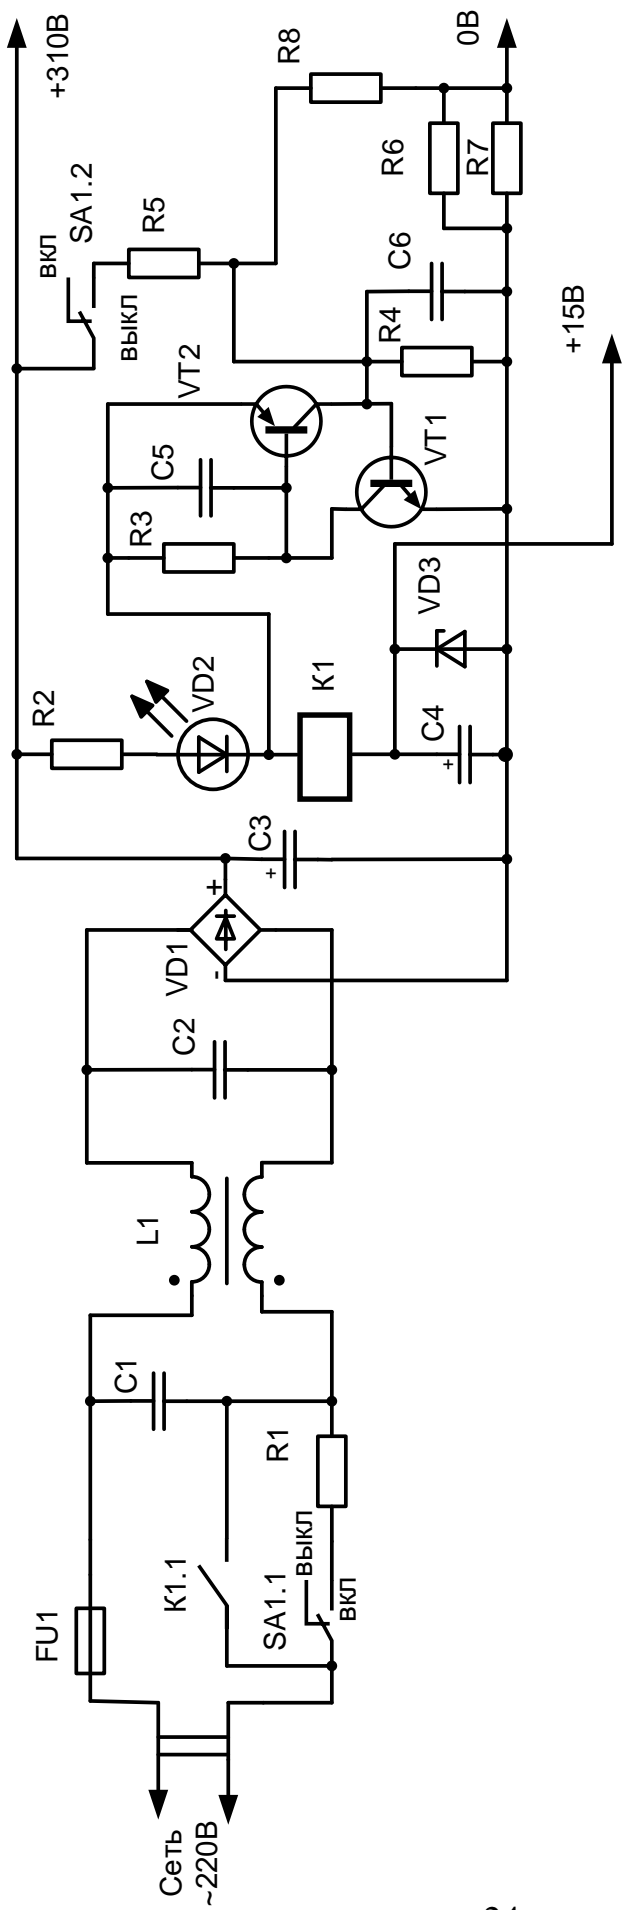 Сеть
~220В
FU1
K1.1
SA1.1
выкл
вкл
R1
C1
L1
C2
VD1
+
-
C3
+
R2
VD2
K1
C4
+
VD3
+15В
R3
C5
VT2
VT1
R4
C6
R5
SA1.2
вкл
выкл
R6
R7
R8
+310В
0В